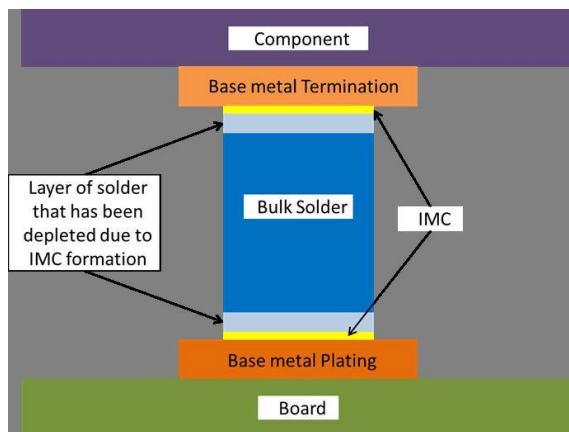 Component
Base metal Termination
Layer of solder
that has been
depleted due to
IMC formation
Bulk Solder
IMC
Base metal Plating
Board